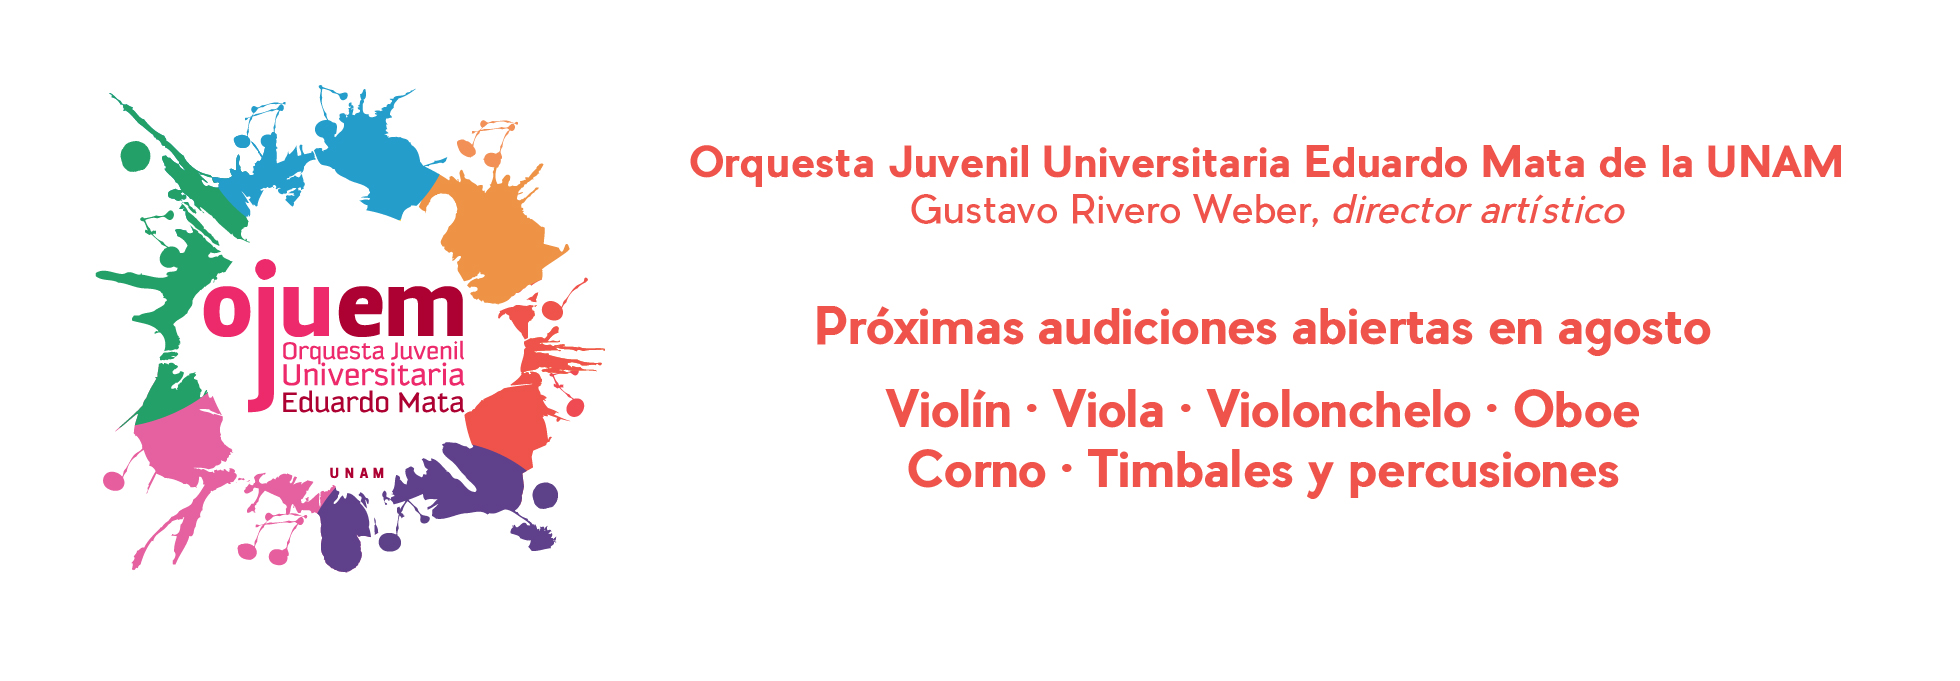 ojuem
Orquesta Juvenil
Universitaria
Eduardo Mata
UNAM
Orquesta Juvenil Universitaria Eduardo Mata de la UNAM
Gustavo Rivero Weber, director artístico
Próximas audiciones abiertas en agosto
Violín · Viola · Violonchelo · Oboe
Corno · Timbales y percusiones